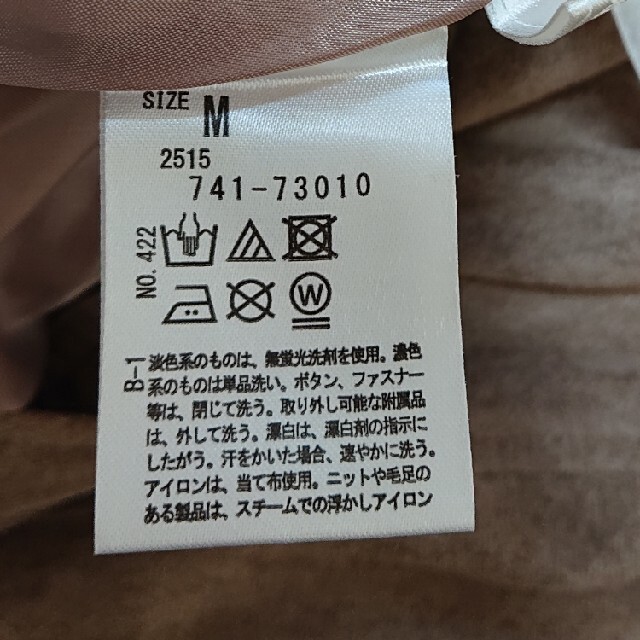 SIZE M
2515
741-73010
NO. 422
W
B-1
淡色系のものは、無蛍光洗剤を使用。濃色
系のものは単品洗い。ボタン、ファスナー
等は、閉じて洗う。取り外し可能な附属品
は、外して洗う。漂白は、漂白剤の指示に
したがう。汗をかいた場合、速やかに洗う。
アイロンは、当て布使用。ニットや毛足の
ある製品は、スチームでの浮かしアイロン